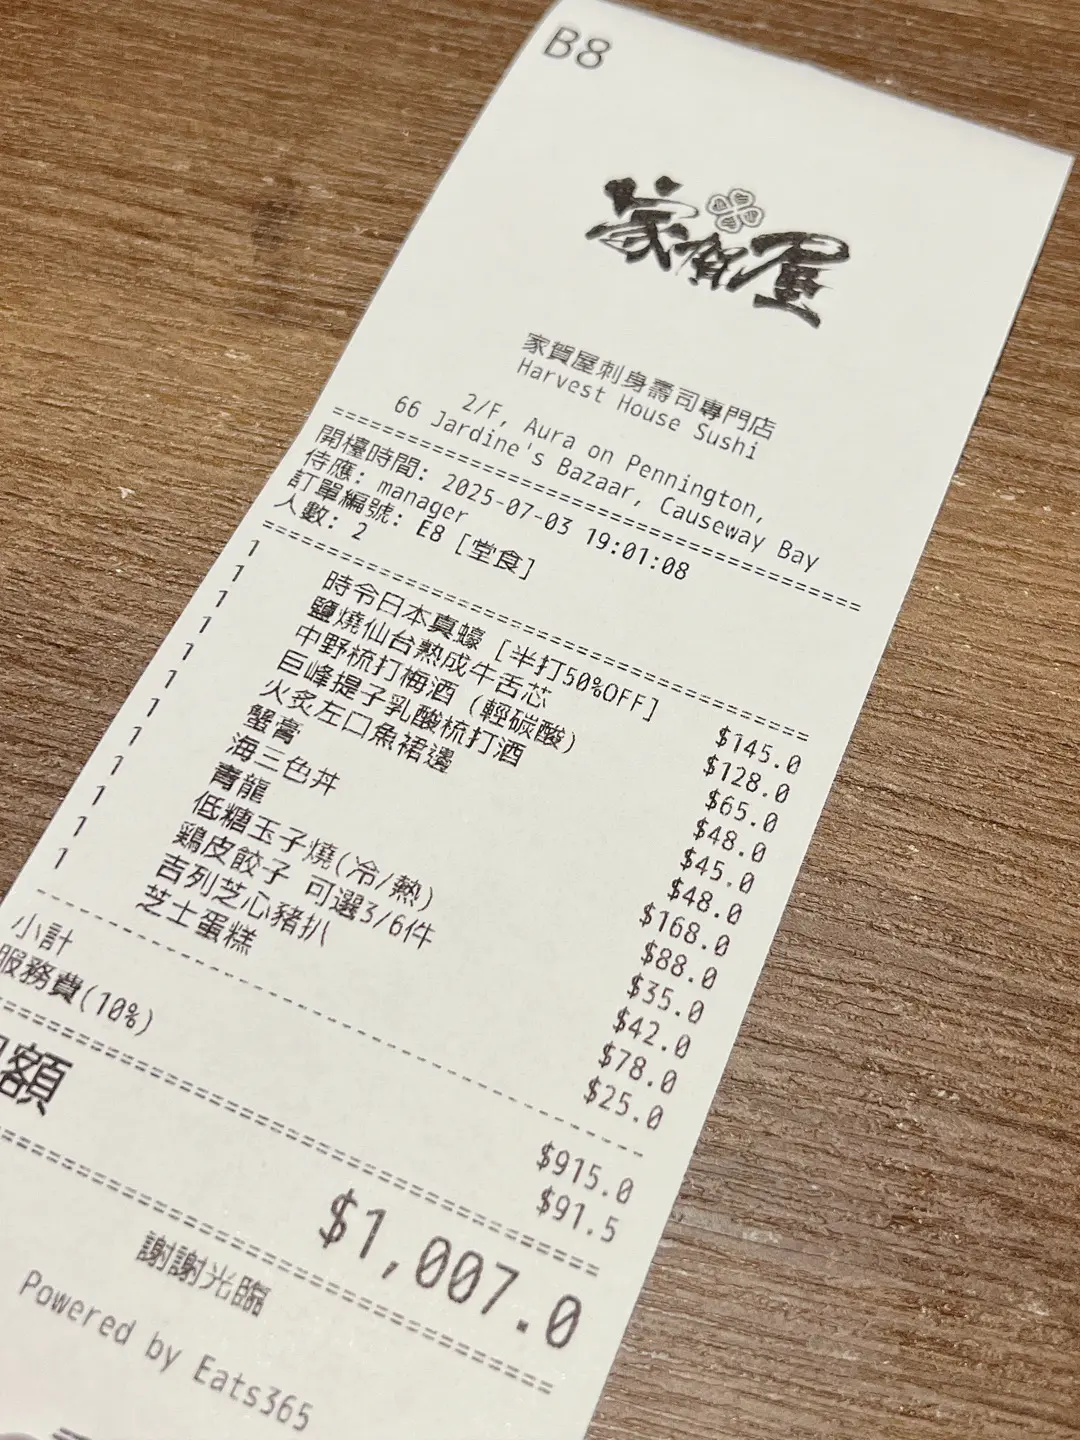 B8
家賀屋
家賀屋刺身壽司專門店
Harvest House Sushi
2/F, Aura on Pennington,
66 Jardine's Bazaar, Causeway Bay
開檯時間: 2025-07-03 19:01:08
侍應: manager
訂單編號: E8 [堂食]
人數: 2
1 時令日本真蠔 [半打50%OFF] $145.0
1 鹽燒仙台熟成牛舌芯 $128.0
1 中野梳打梅酒 (輕碳酸) $65.0
1 巨峰提子乳酸梳打酒 $48.0
1 火炙左口魚裙邊 $45.0
1 蟹膏 $48.0
1 海三色丼 $168.0
1 青龍 $88.0
1 低糖玉子燒(冷/熱) $35.0
1 鷄皮餃子 可選3/6件 $42.0
1 吉列芝心豬扒 $78.0
1 芝士蛋糕 $25.0
小計 $915.0
服務費(10%) $91.5
額 $1,007.0
謝謝光臨
Powered by Eats365